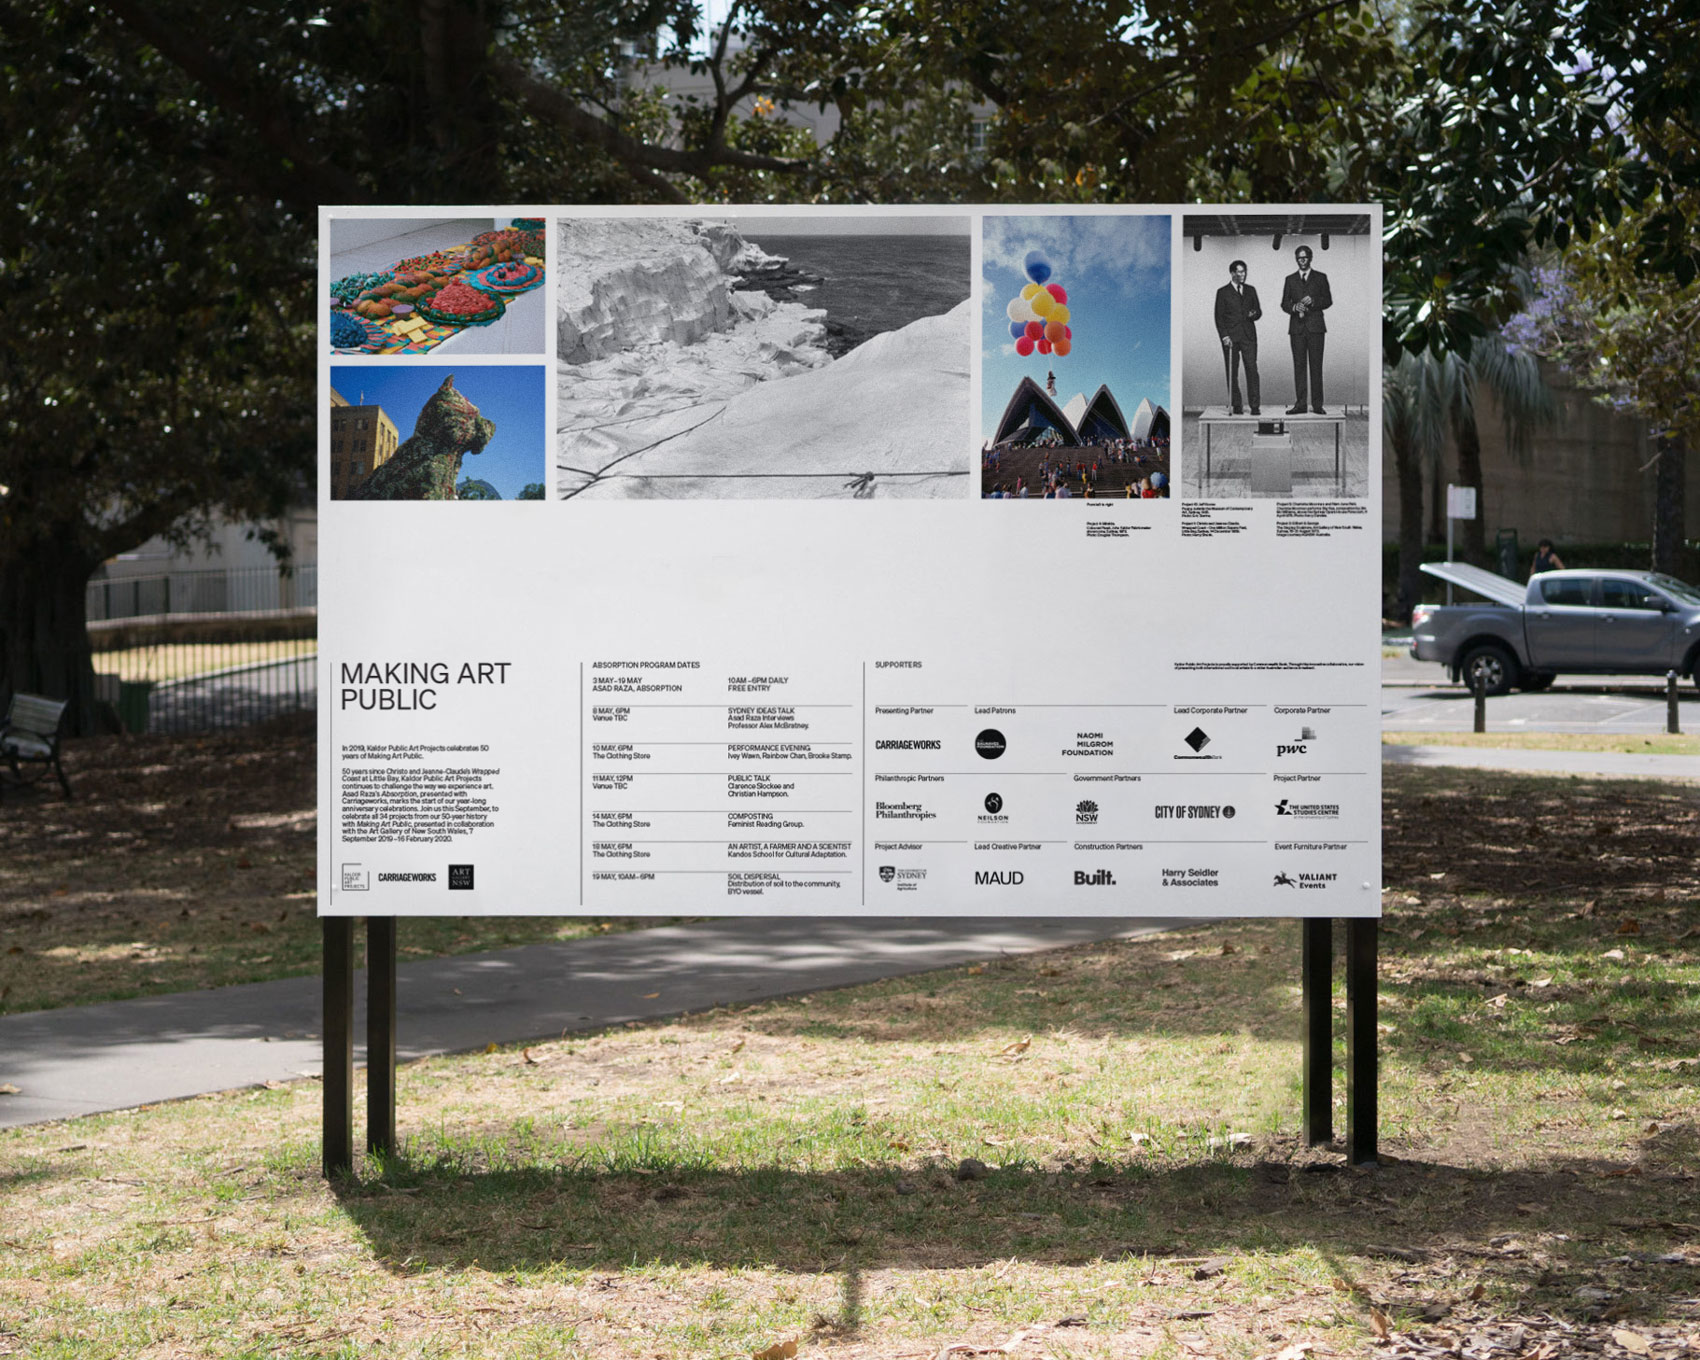 From left to right
MAKING ART
PUBLIC
In 2019, Kaldor Public Art Projects celebrates 50
years of Making Art Public.
50 years since Christo and Jeanne-Claude's Wrapped
Coast at Little Bay, Kaldor Public Art Projects
continues to challenge the way we experience art.
Asad Raza's Absorption, presented with
Carriageworks, marks the start of our year-long
anniversary celebrations. Join us this September, to
celebrate all 34 projects from our 50-year history
with Making Art Public, presented in collaboration
with the Art Gallery of New South Wales, 7
September 2019 – 16 February 2020.
KALDOR
PUBLIC
ART
PROJECTS
CARRIAGEWORKS
ART
NSW
ABSORPTION PROGRAM DATES
3 MAY – 19 MAY
ASAD RAZA, ABSORPTION
10AM – 6PM DAILY
FREE ENTRY
8 MAY, 6PM
Venue TBC
SYDNEY IDEAS TALK
Asad Raza Interviews
Professor Alex McBratney.
10 MAY, 6PM
The Clothing Store
PERFORMANCE EVENING
Ivey Wawn, Rainbow Chan, Brooke Stamp.
11 MAY, 12PM
Venue TBC
PUBLIC TALK
Clarence Slockee and
Christian Hampson.
14 MAY, 6PM
The Clothing Store
COMPOSTING
Feminist Reading Group.
18 MAY, 6PM
The Clothing Store
AN ARTIST, A FARMER AND A SCIENTIST
Kandos School for Cultural Adaptation.
19 MAY, 10AM – 6PM
SOIL DISPERSAL
Distribution of soil to the community,
BYO vessel.
SUPPORTERS
Presenting Partner
Lead Patrons
Lead Corporate Partner
Corporate Partner
CARRIAGEWORKS
NAOMI
MILGROM
FOUNDATION
CommonwealthBank
pwc
Philanthropic Partners
Government Partners
Project Partner
Bloomberg
Philanthropies
NEILSON
FOUNDATION
NSW
CITY OF SYDNEY
THE UNITED STATES
STUDIES CENTRE
Project Advisor
Lead Creative Partner
Construction Partners
Event Furniture Partner
SYDNEY
Institute of
Agriculture
MAUD
Built.
Harry Seidler
& Associates
VALIANT
Events